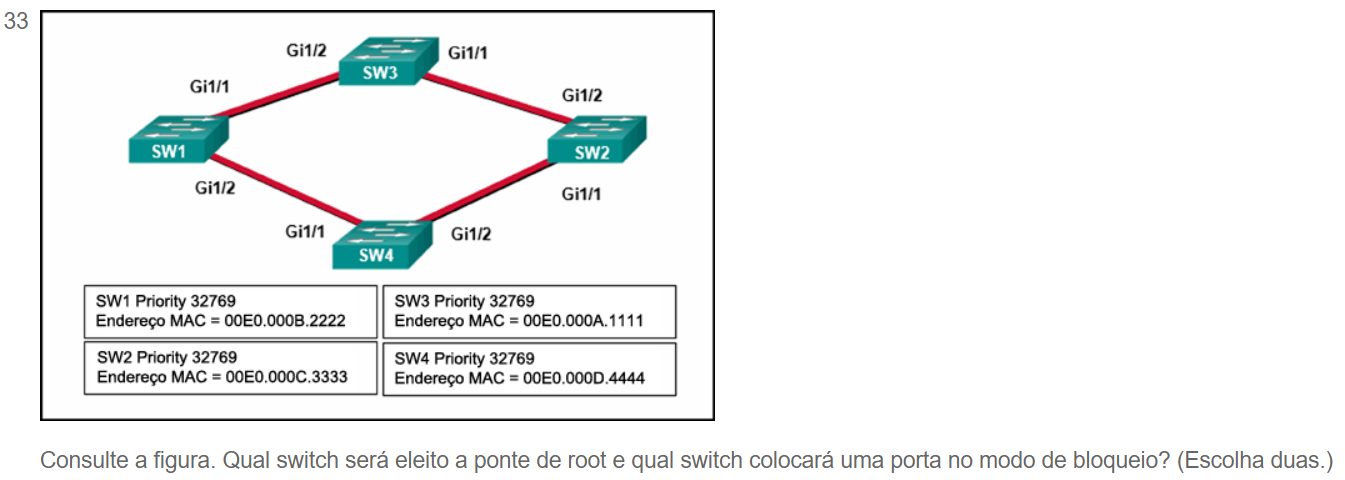 33
Gi1/2
Gi1/1
SW3
Gi1/1
Gi1/2
SW1
SW2
Gi1/2
Gi1/1
Gi1/1
Gi1/2
SW4
SW1 Priority 32769
Endereço MAC = 00E0.000B.2222
SW3 Priority 32769
Endereço MAC = 00E0.000A.1111
SW2 Priority 32769
Endereço MAC = 00E0.000C.3333
SW4 Priority 32769
Endereço MAC = 00E0.000D.4444
Consulte a figura. Qual switch será eleito a ponte de root e qual switch colocará uma porta no modo de bloqueio? (Escolha duas.)